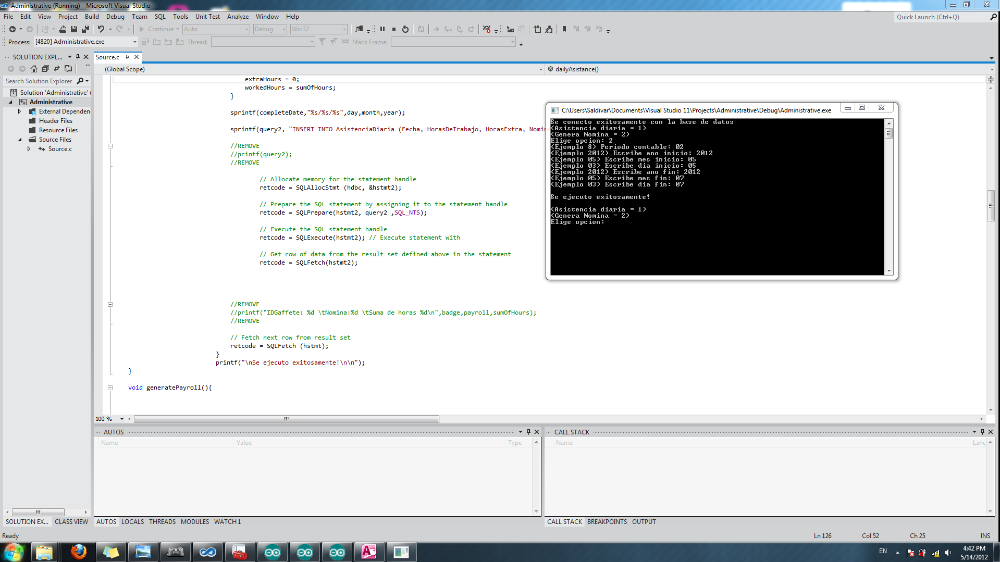 Administrative (Running) - Microsoft Visual Studio
File Edit View Project Build Debug Team SQL Tools Unit Test Analyze Window Help
Quick Launch (Ctrl+Q)
Continue Auto Debug Win32
Process: [4820] Administrative.exe Thread: Stack Frame:
SOLUTION EXPL...
Search Solution Explorer
Solution 'Administrative' (
Administrative
External Dependen
Header Files
Resource Files
Source Files
Source.c
SOLUTION EX... CLASS VIEW
Source.c
(Global Scope) dailyAsistance()
extraHours = 0;
workedHours = sumOfHours;
}
sprintf(completeDate,"%s/%s/%s",day,month,year);
sprintf(query2, "INSERT INTO AsistenciaDiaria (Fecha, HorasDeTrabajo, HorasExtra, Nomin
//REMOVE
//printf(query2);
//REMOVE
// Allocate memory for the statement handle
retcode = SQLAllocStmt (hdbc, &hstmt2);
// Prepare the SQL statement by assigning it to the statement handle
retcode = SQLPrepare(hstmt2, query2 ,SQL_NTS);
// Execute the SQL statement handle
retcode = SQLExecute(hstmt2); // Execute statement with
// Get row of data from the result set defined above in the statement
retcode = SQLFetch(hstmt2);
//REMOVE
//printf("IDGaffete: %d \tNomina:%d \tSuma de horas %d\n",badge,payroll,sumOfHours);
//REMOVE
// Fetch next row from result set
retcode = SQLFetch (hstmt);
}
printf("\nSe ejecuto exitosamente!\n\n");
}
void generatePayroll(){
100 %
C:\Users\Saldivar\Documents\Visual Studio 11\Projects\Administrative\Debug\Administrative.exe
Se conecto exitosamente con la base de datos
(Asistencia diaria = 1)
(Genera Nomina = 2)
Elige opcion: 2
(Ejemplo 8) Periodo contable: 02
(Ejemplo 2012) Escribe ano inicio: 2012
(Ejemplo 05) Escribe mes inicio: 05
(Ejemplo 03) Escribe dia inicio: 05
(Ejemplo 2012) Escribe ano fin: 2012
(Ejemplo 05) Escribe mes fin: 07
(Ejemplo 03) Escribe dia fin: 07
Se ejecuto exitosamente!
(Asistencia diaria = 1)
(Genera Nomina = 2)
Elige opcion:
AUTOS
Name Value Type
AUTOS LOCALS THREADS MODULES WATCH 1
CALL STACK
Name Lang
CALL STACK BREAKPOINTS OUTPUT
Ready Ln 126 Col 52 Ch 25 INS
EN
4:42 PM
5/14/2012